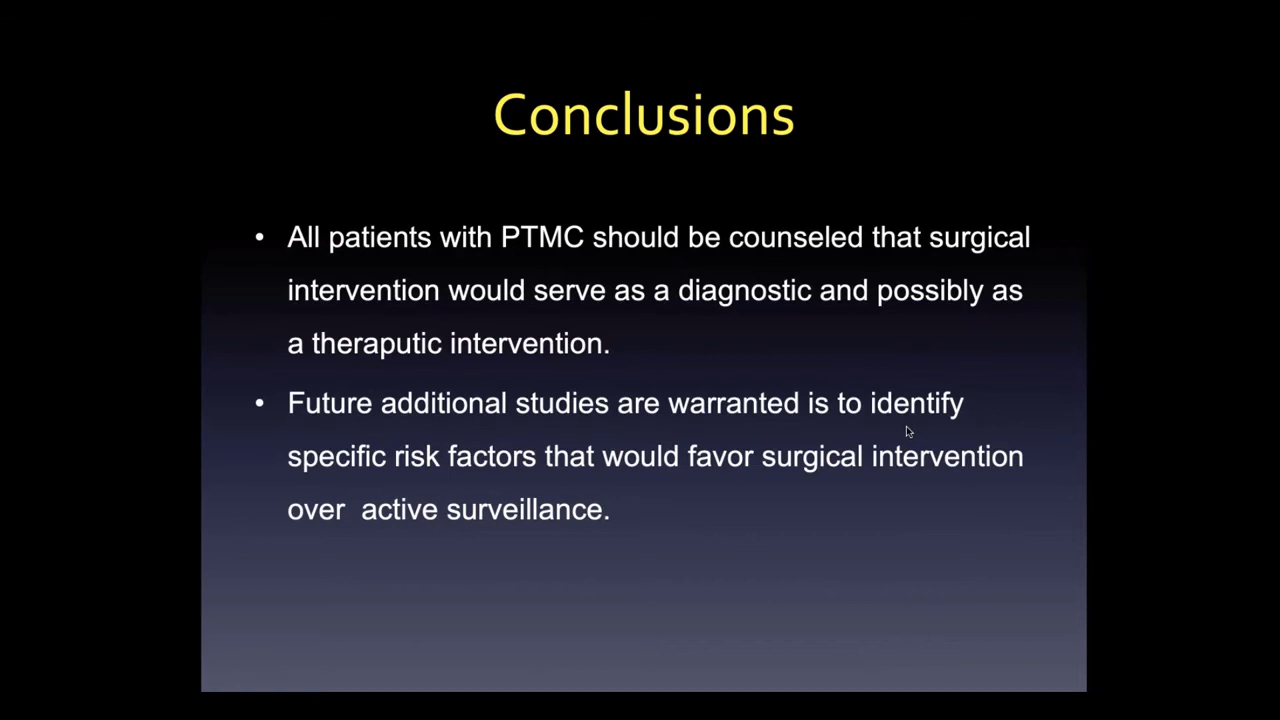 Conclusions
• All patients with PTMC should be counseled that surgical
intervention would serve as a diagnostic and possibly as
a theraputic intervention.
• Future additional studies are warranted is to identify
specific risk factors that would favor surgical intervention
over  active surveillance.